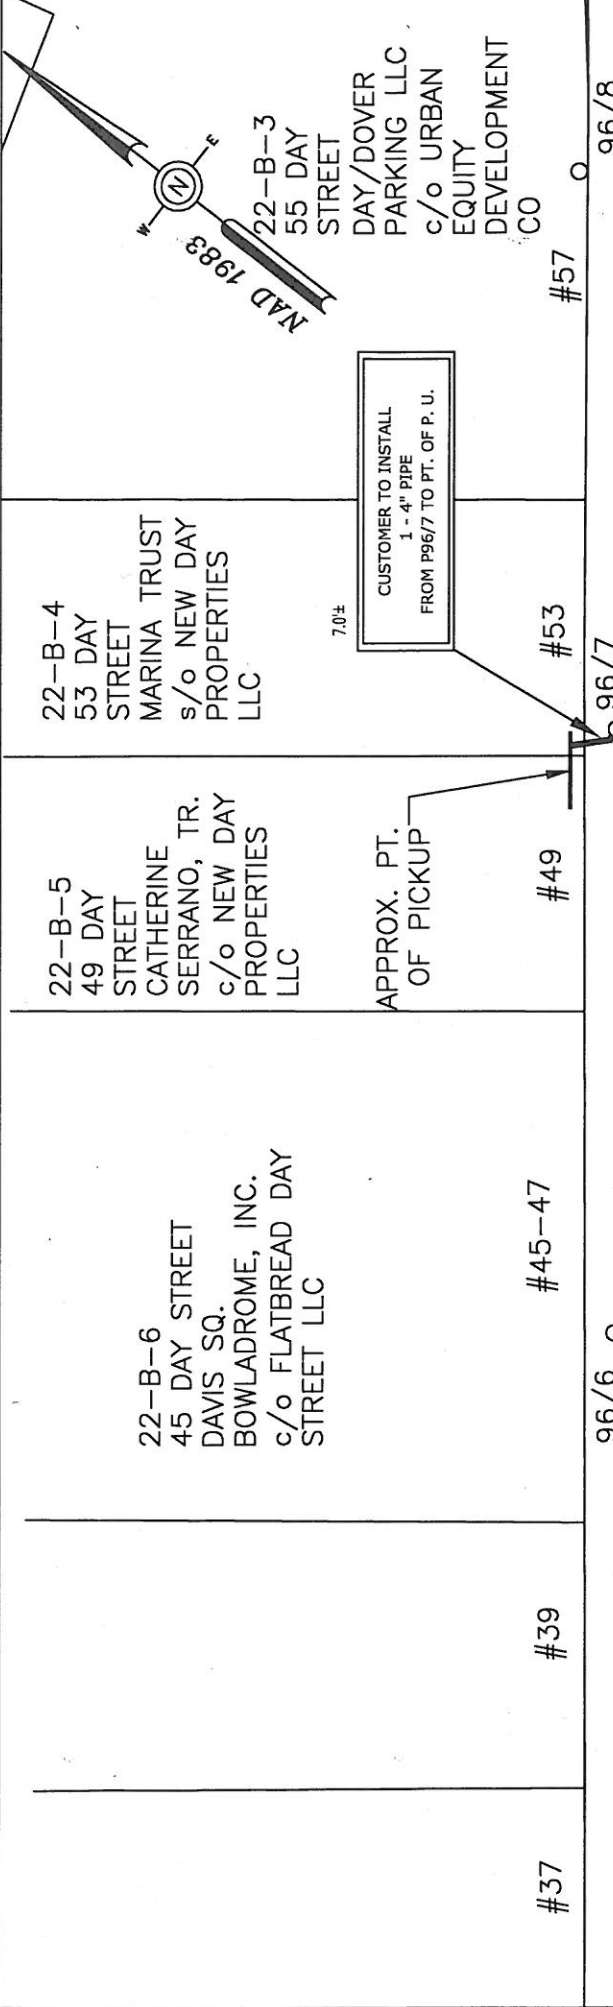 22-B-6
45 DAY STREET
DAVIS SQ.
BOWLADROME, INC.
c/o FLATBREAD DAY
STREET LLC
22-B-5
49 DAY
STREET
CATHERINE
SERRANO, TR.
c/o NEW DAY
PROPERTIES
LLC
22-B-4
53 DAY
STREET
MARINA TRUST
s/o NEW DAY
PROPERTIES
LLC
22-B-3
55 DAY
STREET
DAY/DOVER
PARKING LLC
c/o URBAN
EQUITY
DEVELOPMENT
CO
W
N
E
NAD 1983
7.0'±
CUSTOMER TO INSTALL
1 - 4" PIPE
FROM P96/7 TO PT. OF P. U.
APPROX. PT.
OF PICKUP
#37
#39
#45-47
#49
#53
#57
96/6
96/7
96/8